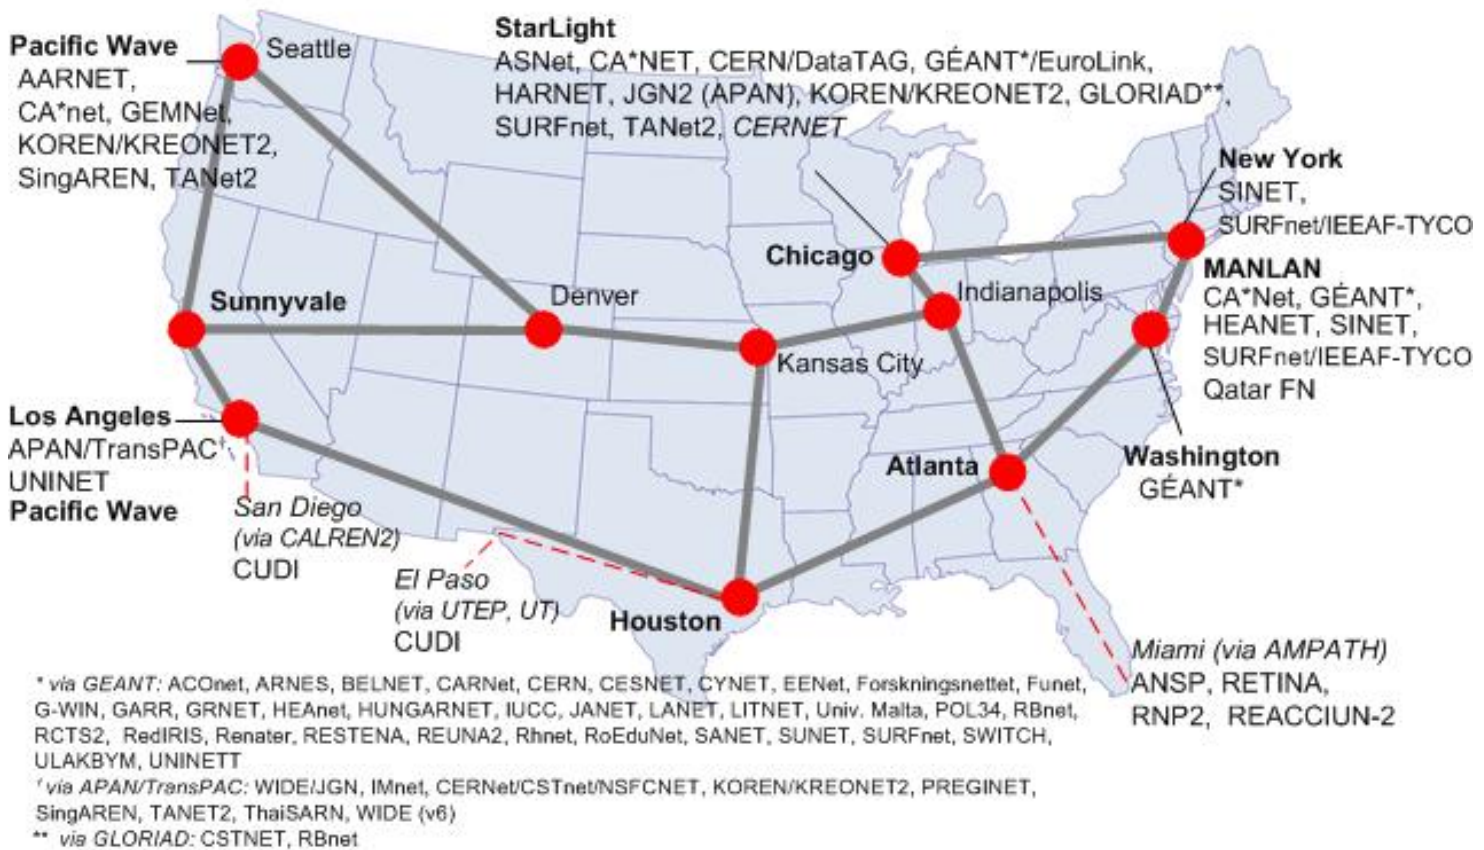 Pacific Wave
AARNET,
CA*net, GEMNet,
KOREN/KREONET2,
SingAREN, TANet2
Seattle
StarLight
ASNet, CA*NET, CERN/DataTAG, GÉANT*/EuroLink,
HARNET, JGN2 (APAN), KOREN/KREONET2, GLORIAD**,
SURFnet, TANet2, CERNET
New York
SINET,
SURFnet/IEEAF-TYCO
MANLAN
CA*Net, GÉANT*,
HEANET, SINET,
SURFnet/IEEAF-TYCO
Qatar FN
Chicago
Indianapolis
Sunnyvale
Denver
Kansas City
Los Angeles
APAN/TransPAC†
UNINET
Pacific Wave
San Diego
(via CALREN2)
CUDI
El Paso
(via UTEP, UT)
CUDI
Houston
Atlanta
Washington
GÉANT*
Miami (via AMPATH)
ANSP, RETINA,
RNP2, REACCIUN-2
* via GEANT: ACOnet, ARNES, BELNET, CARNet, CERN, CESNET, CYNET, EENet, Forskningsnettet, Funet,
G-WIN, GARR, GRNET, HEAnet, HUNGARNET, IUCC, JANET, LANET, LITNET, Univ. Malta, POL34, RBnet,
RCTS2, RedIRIS, Renater, RESTENA, REUNA2, Rhnet, RoEduNet, SANET, SUNET, SURFnet, SWITCH,
ULAKBYM, UNINETT
† via APAN/TransPAC: WIDE/JGN, IMnet, CERNet/CSTnet/NSFCNET, KOREN/KREONET2, PREGINET,
SingAREN, TANET2, ThaiSARN, WIDE (v6)
** via GLORIAD: CSTNET, RBnet